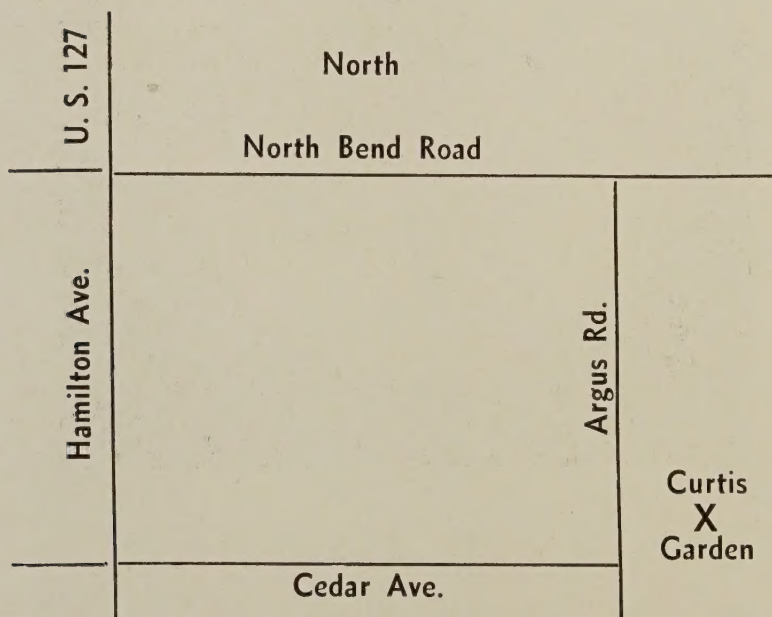 U. S. 127
North
North Bend Road
Hamilton Ave.
Argus Rd.
Curtis
X
Garden
Cedar Ave.